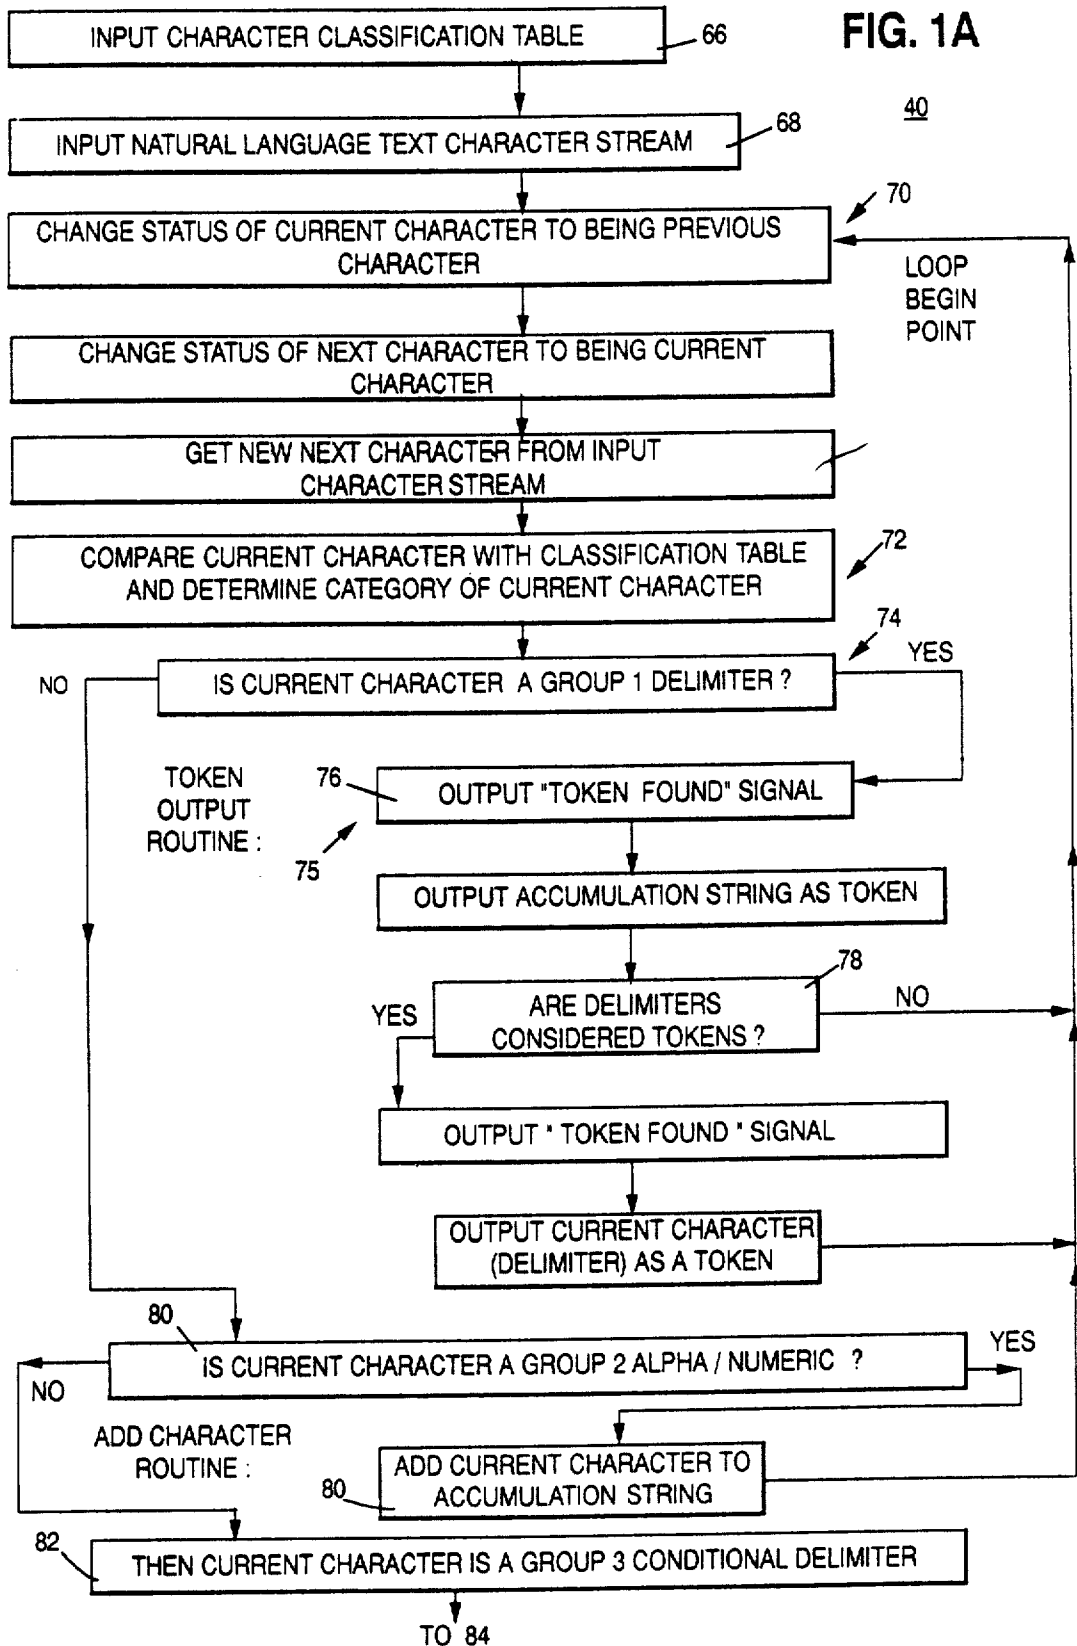 FIG. 1A
40
INPUT CHARACTER CLASSIFICATION TABLE
66
INPUT NATURAL LANGUAGE TEXT CHARACTER STREAM
68
70
CHANGE STATUS OF CURRENT CHARACTER TO BEING PREVIOUS
CHARACTER
LOOP
BEGIN
POINT
CHANGE STATUS OF NEXT CHARACTER TO BEING CURRENT
CHARACTER
GET NEW NEXT CHARACTER FROM INPUT
CHARACTER STREAM
COMPARE CURRENT CHARACTER WITH CLASSIFICATION TABLE
AND DETERMINE CATEGORY OF CURRENT CHARACTER
72
74
YES
NO
IS CURRENT CHARACTER A GROUP 1 DELIMITER ?
TOKEN
OUTPUT
ROUTINE :
75
76
OUTPUT "TOKEN FOUND" SIGNAL
OUTPUT ACCUMULATION STRING AS TOKEN
78
ARE DELIMITERS
CONSIDERED TOKENS ?
YES
NO
OUTPUT " TOKEN FOUND " SIGNAL
OUTPUT CURRENT CHARACTER
(DELIMITER) AS A TOKEN
80
IS CURRENT CHARACTER A GROUP 2 ALPHA / NUMERIC ?
YES
NO
ADD CHARACTER
ROUTINE :
80
ADD CURRENT CHARACTER TO
ACCUMULATION STRING
82
THEN CURRENT CHARACTER IS A GROUP 3 CONDITIONAL DELIMITER
TO 84